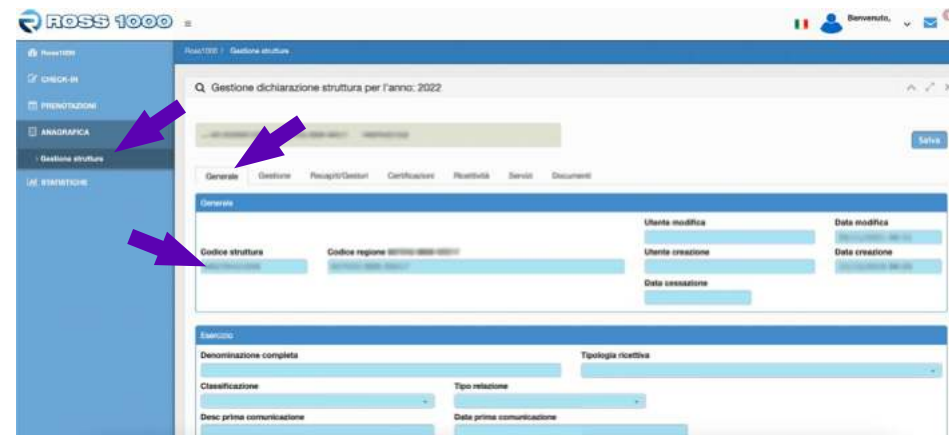 ROSS 1000
Benvenuto,
Ross1000
Ross1000 / Gestione strutture
CHECK-IN
Gestione dichiarazione struttura per l'anno: 2022
PRENOTAZIONI
ANAGRAFICA
Salva
Gestione strutture
Generale Gestione Recapiti/Gestori Certificazioni Ricettività Servizi Documenti
STATISTICHE
Generale
Utente modifica Data modifica
Codice struttura Codice regione Utente creazione Data creazione
Data cessazione
Esercizio
Denominazione completa Tipologia ricettiva
Classificazione Tipo relazione
Desc prima comunicazione Data prima comunicazione